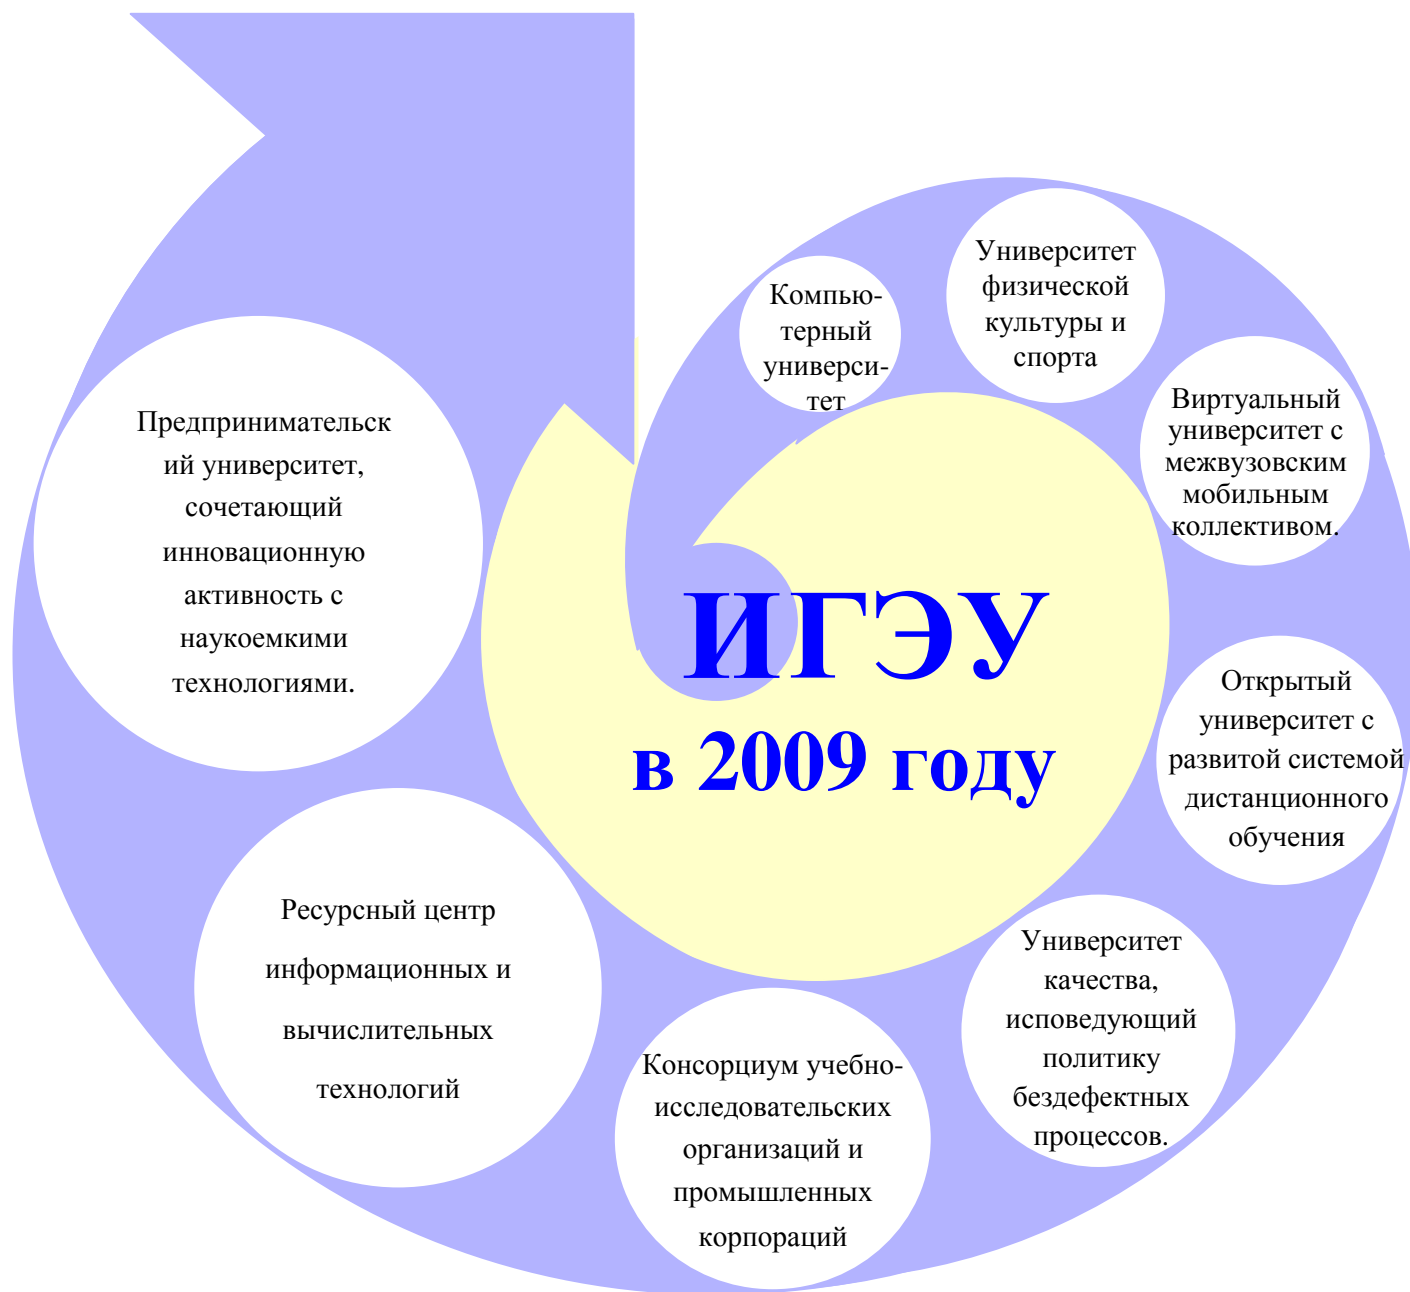 Компью-
терный
универси-
тет
Университет
физической
культуры и
спорта
Виртуальный
университет с
межвузовским
мобильным
коллективом.
Открытый
университет с
развитой системой
дистанционного
обучения
Университет
качества,
исповедующий
политику
бездефектных
процессов.
Консорциум учебно-
исследовательских
организаций и
промышленных
корпораций
Ресурсный центр
информационных и
вычислительных
технологий
Предпринимательск
ий университет,
сочетающий
инновационную
активность с
наукоемкими
технологиями.
ИГЭУ
в 2009 году